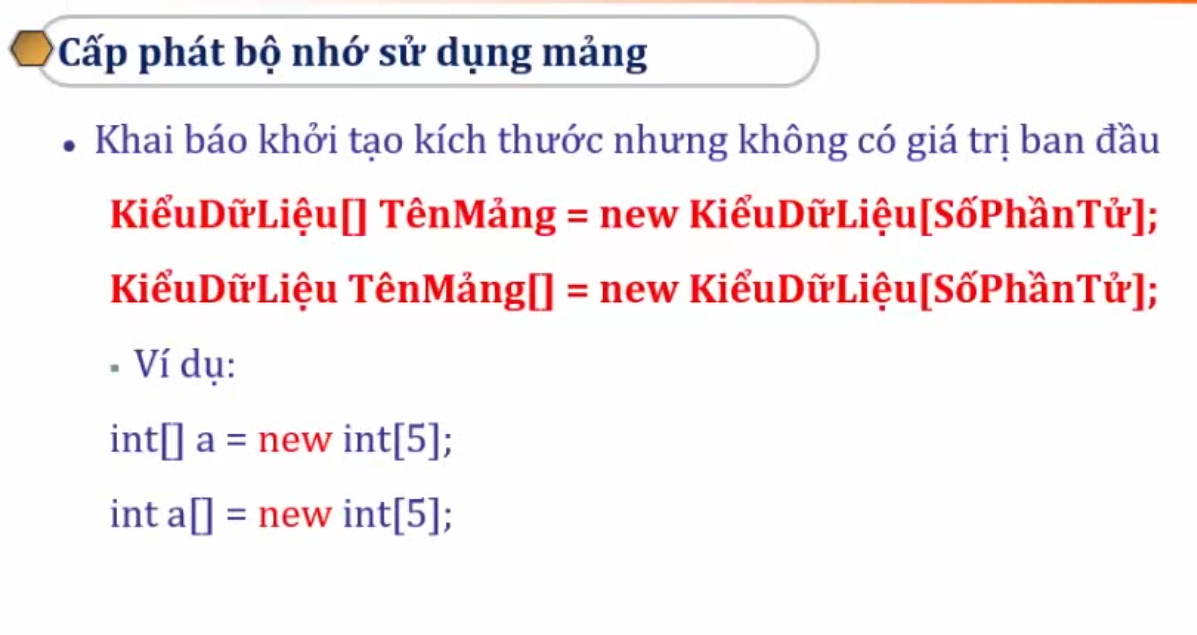 Cấp phát bộ nhớ sử dụng mảng
• Khai báo khởi tạo kích thước nhưng không có giá trị ban đầu
KiểuDữLiệu[] TênMảng = new KiểuDữLiệu[SốPhầnTử];
KiểuDữLiệu TênMảng[] = new KiểuDữLiệu[SốPhầnTử];
▪ Ví dụ:
int[] a = new int[5];
int a[] = new int[5];